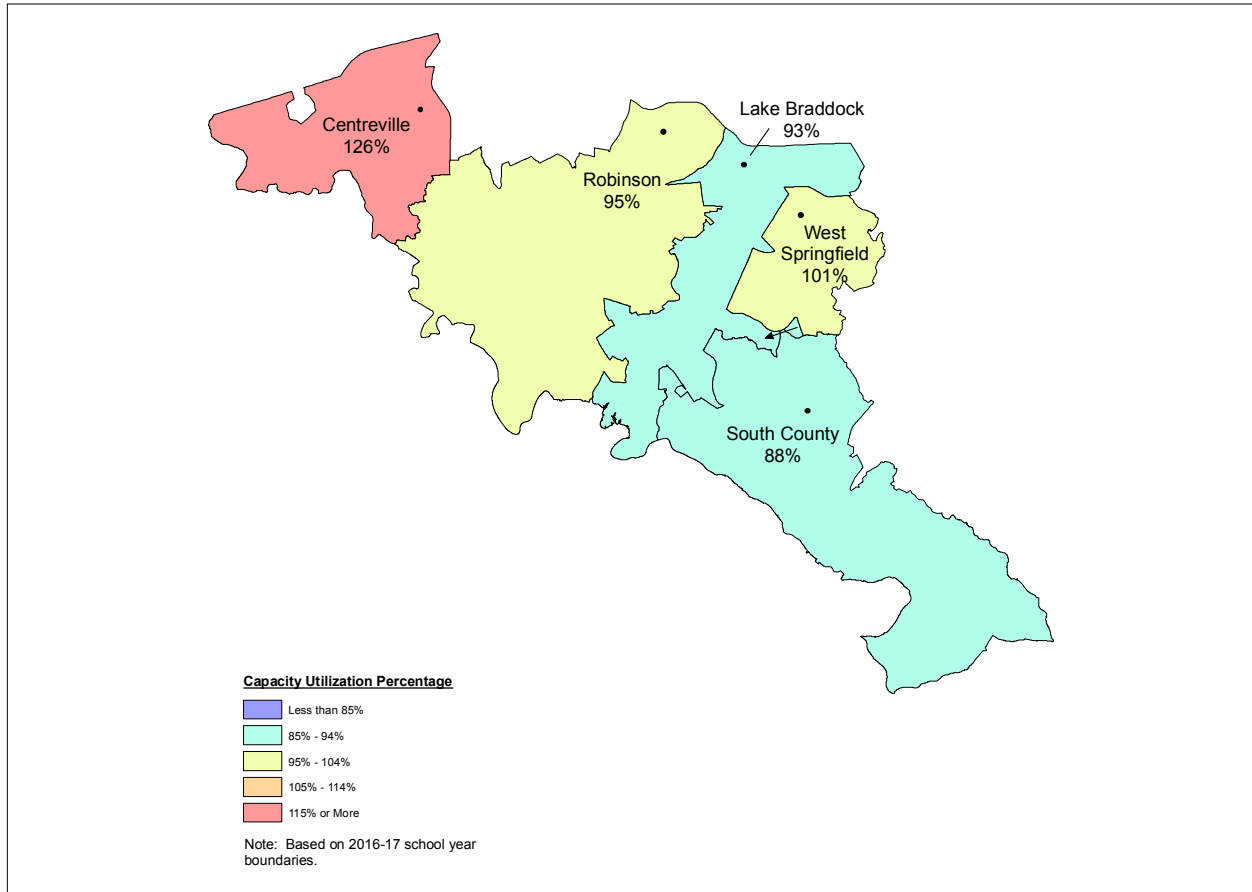 Lake Braddock
93%
Centreville
126%
Robinson
95%
West
Springfield
101%
South County
88%
Capacity Utilization Percentage
Less than 85%
85% - 94%
95% - 104%
105% - 114%
115% or More
Note:  Based on 2016-17 school year
boundaries.